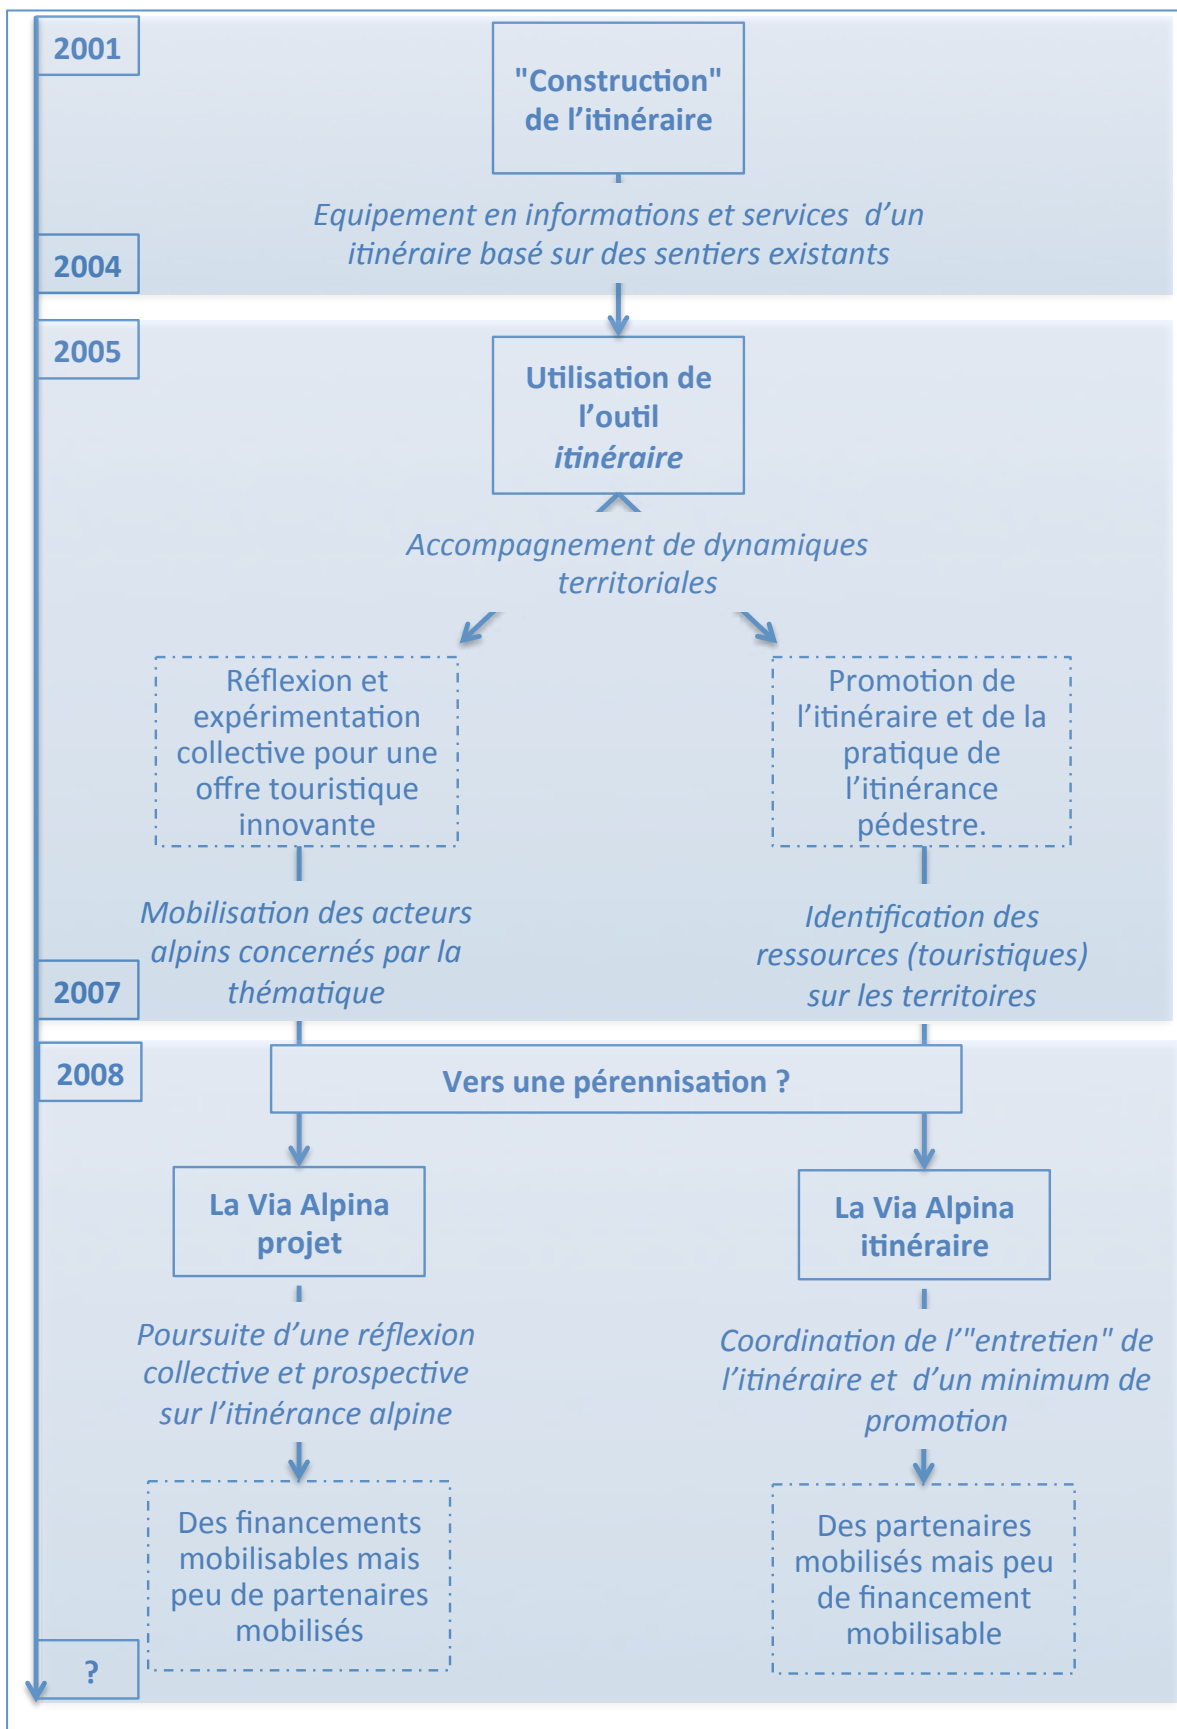 2001
"Construction"
de l’itinéraire
Equipement en informations et services  d’un
itinéraire basé sur des sentiers existants
2004
2005
Utilisation de
l’outil
itinéraire
Accompagnement de dynamiques
territoriales
Réflexion et
expérimentation
collective pour une
offre touristique
innovante
Promotion de
l’itinéraire et de la
pratique de
l’itinérance
pédestre.
Mobilisation des acteurs
alpins concernés par la
thématique
Identification des
ressources (touristiques)
sur les territoires
2007
2008
Vers une pérennisation ?
La Via Alpina
projet
La Via Alpina
itinéraire
Poursuite d’une réflexion
collective et prospective
sur l’itinérance alpine
Coordination de l’"entretien" de
l’itinéraire et  d’un minimum de
promotion
Des financements
mobilisables mais
peu de partenaires
mobilisés
Des partenaires
mobilisés mais peu
de financement
mobilisable
?